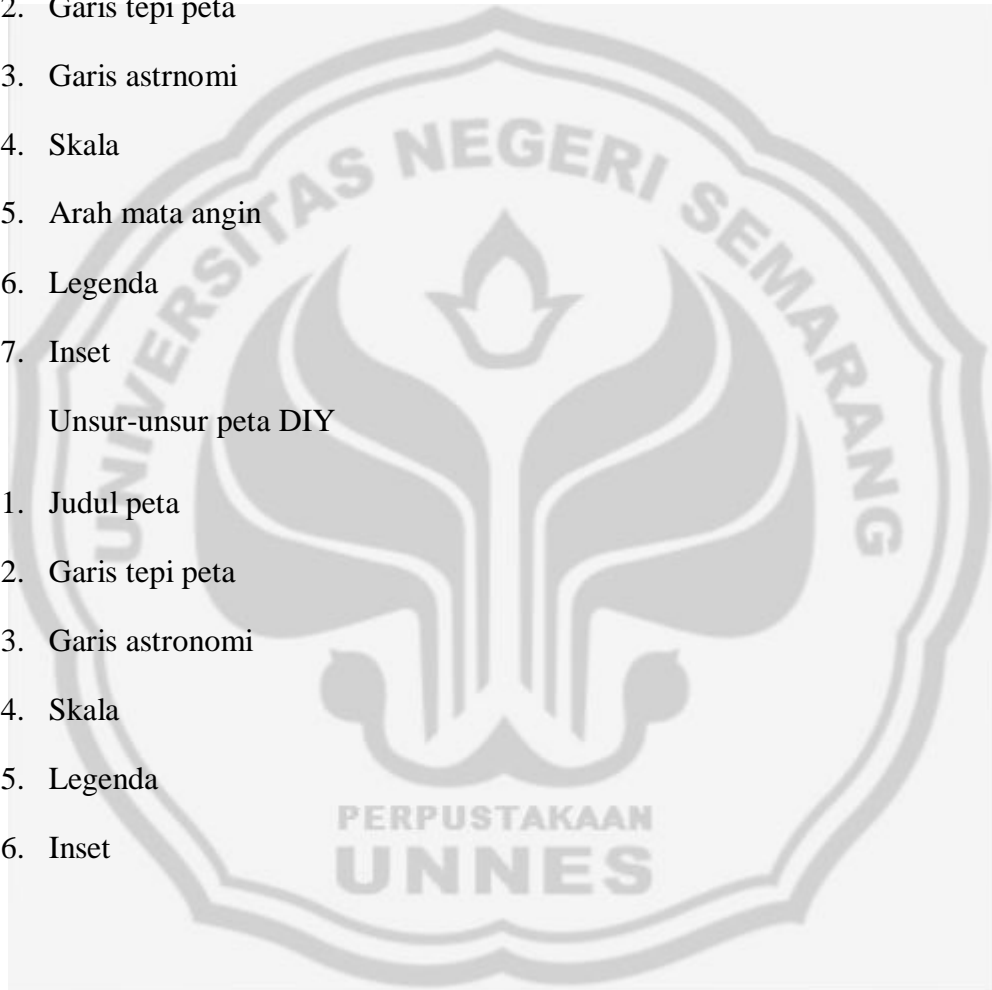 2. Garis tepi peta
3. Garis astrnomi
4. Skala
5. Arah mata angin
6. Legenda
7. Inset
Unsur-unsur peta DIY
1. Judul peta
2. Garis tepi peta
3. Garis astronomi
4. Skala
5. Legenda
6. Inset
UNIVERSITAS NEGERI SEMARANG
PERPUSTAKAAN
UNNES